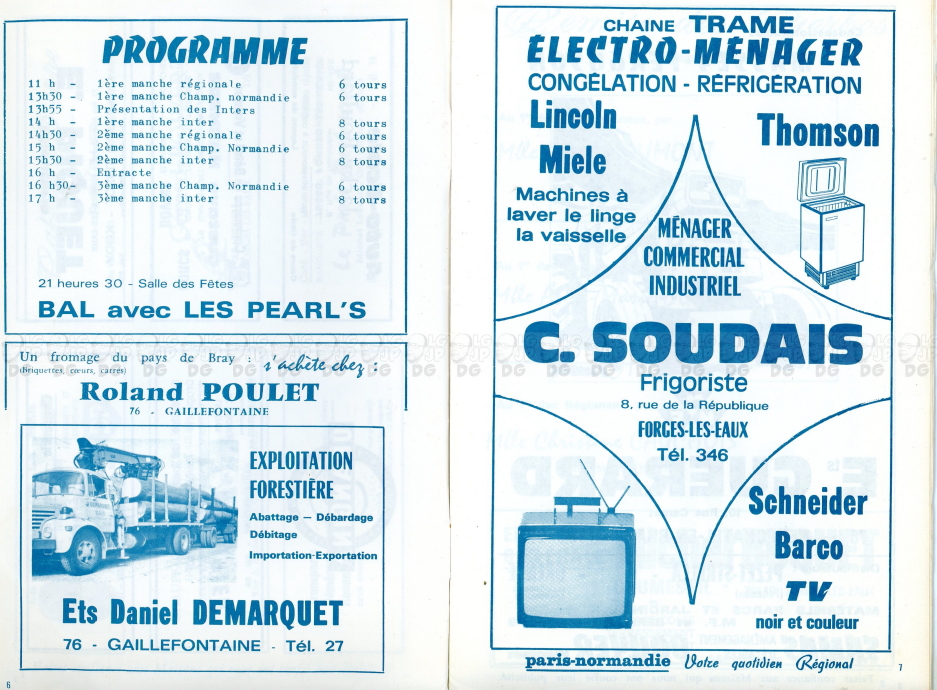 PROGRAMME
11 h - 1ère manche régionale 6 tours
13h30 - 1ère manche Champ. normandie 6 tours
13h55 - Présentation des Inters
14 h - 1ère manche inter 8 tours
14h30 - 2ème manche régionale 6 tours
15 h - 2ème manche Champ. Normandie 6 tours
15h30 - 2ème manche inter 8 tours
16 h - Entracte
16 h30- 3ème manche Champ. Normandie 6 tours
17 h - 3ème manche inter 8 tours
21 heures 30 - Salle des Fêtes
BAL avec LES PEARL'S
Un fromage du pays de Bray : s'achète chez :
(briquettes, cœurs, carrés)
Roland POULET
76 - GAILLEFONTAINE
EXPLOITATION
FORESTIÈRE
Abattage – Débardage
Débitage
Importation-Exportation
Ets Daniel DEMARQUET
76 - GAILLEFONTAINE - Tél. 27
6
CHAINE TRAME
ÉLECTRO-MÉNAGER
CONGÉLATION - RÉFRIGÉRATION
Lincoln
Miele
Machines à
laver le linge
la vaisselle
Thomson
MÉNAGER
COMMERCIAL
INDUSTRIEL
C. SOUDAIS
Frigoriste
8, rue de la République
FORGES-LES-EAUX
Tél. 346
Schneider
Barco
TV
noir et couleur
paris-normandie Votre quotidien Régional
7